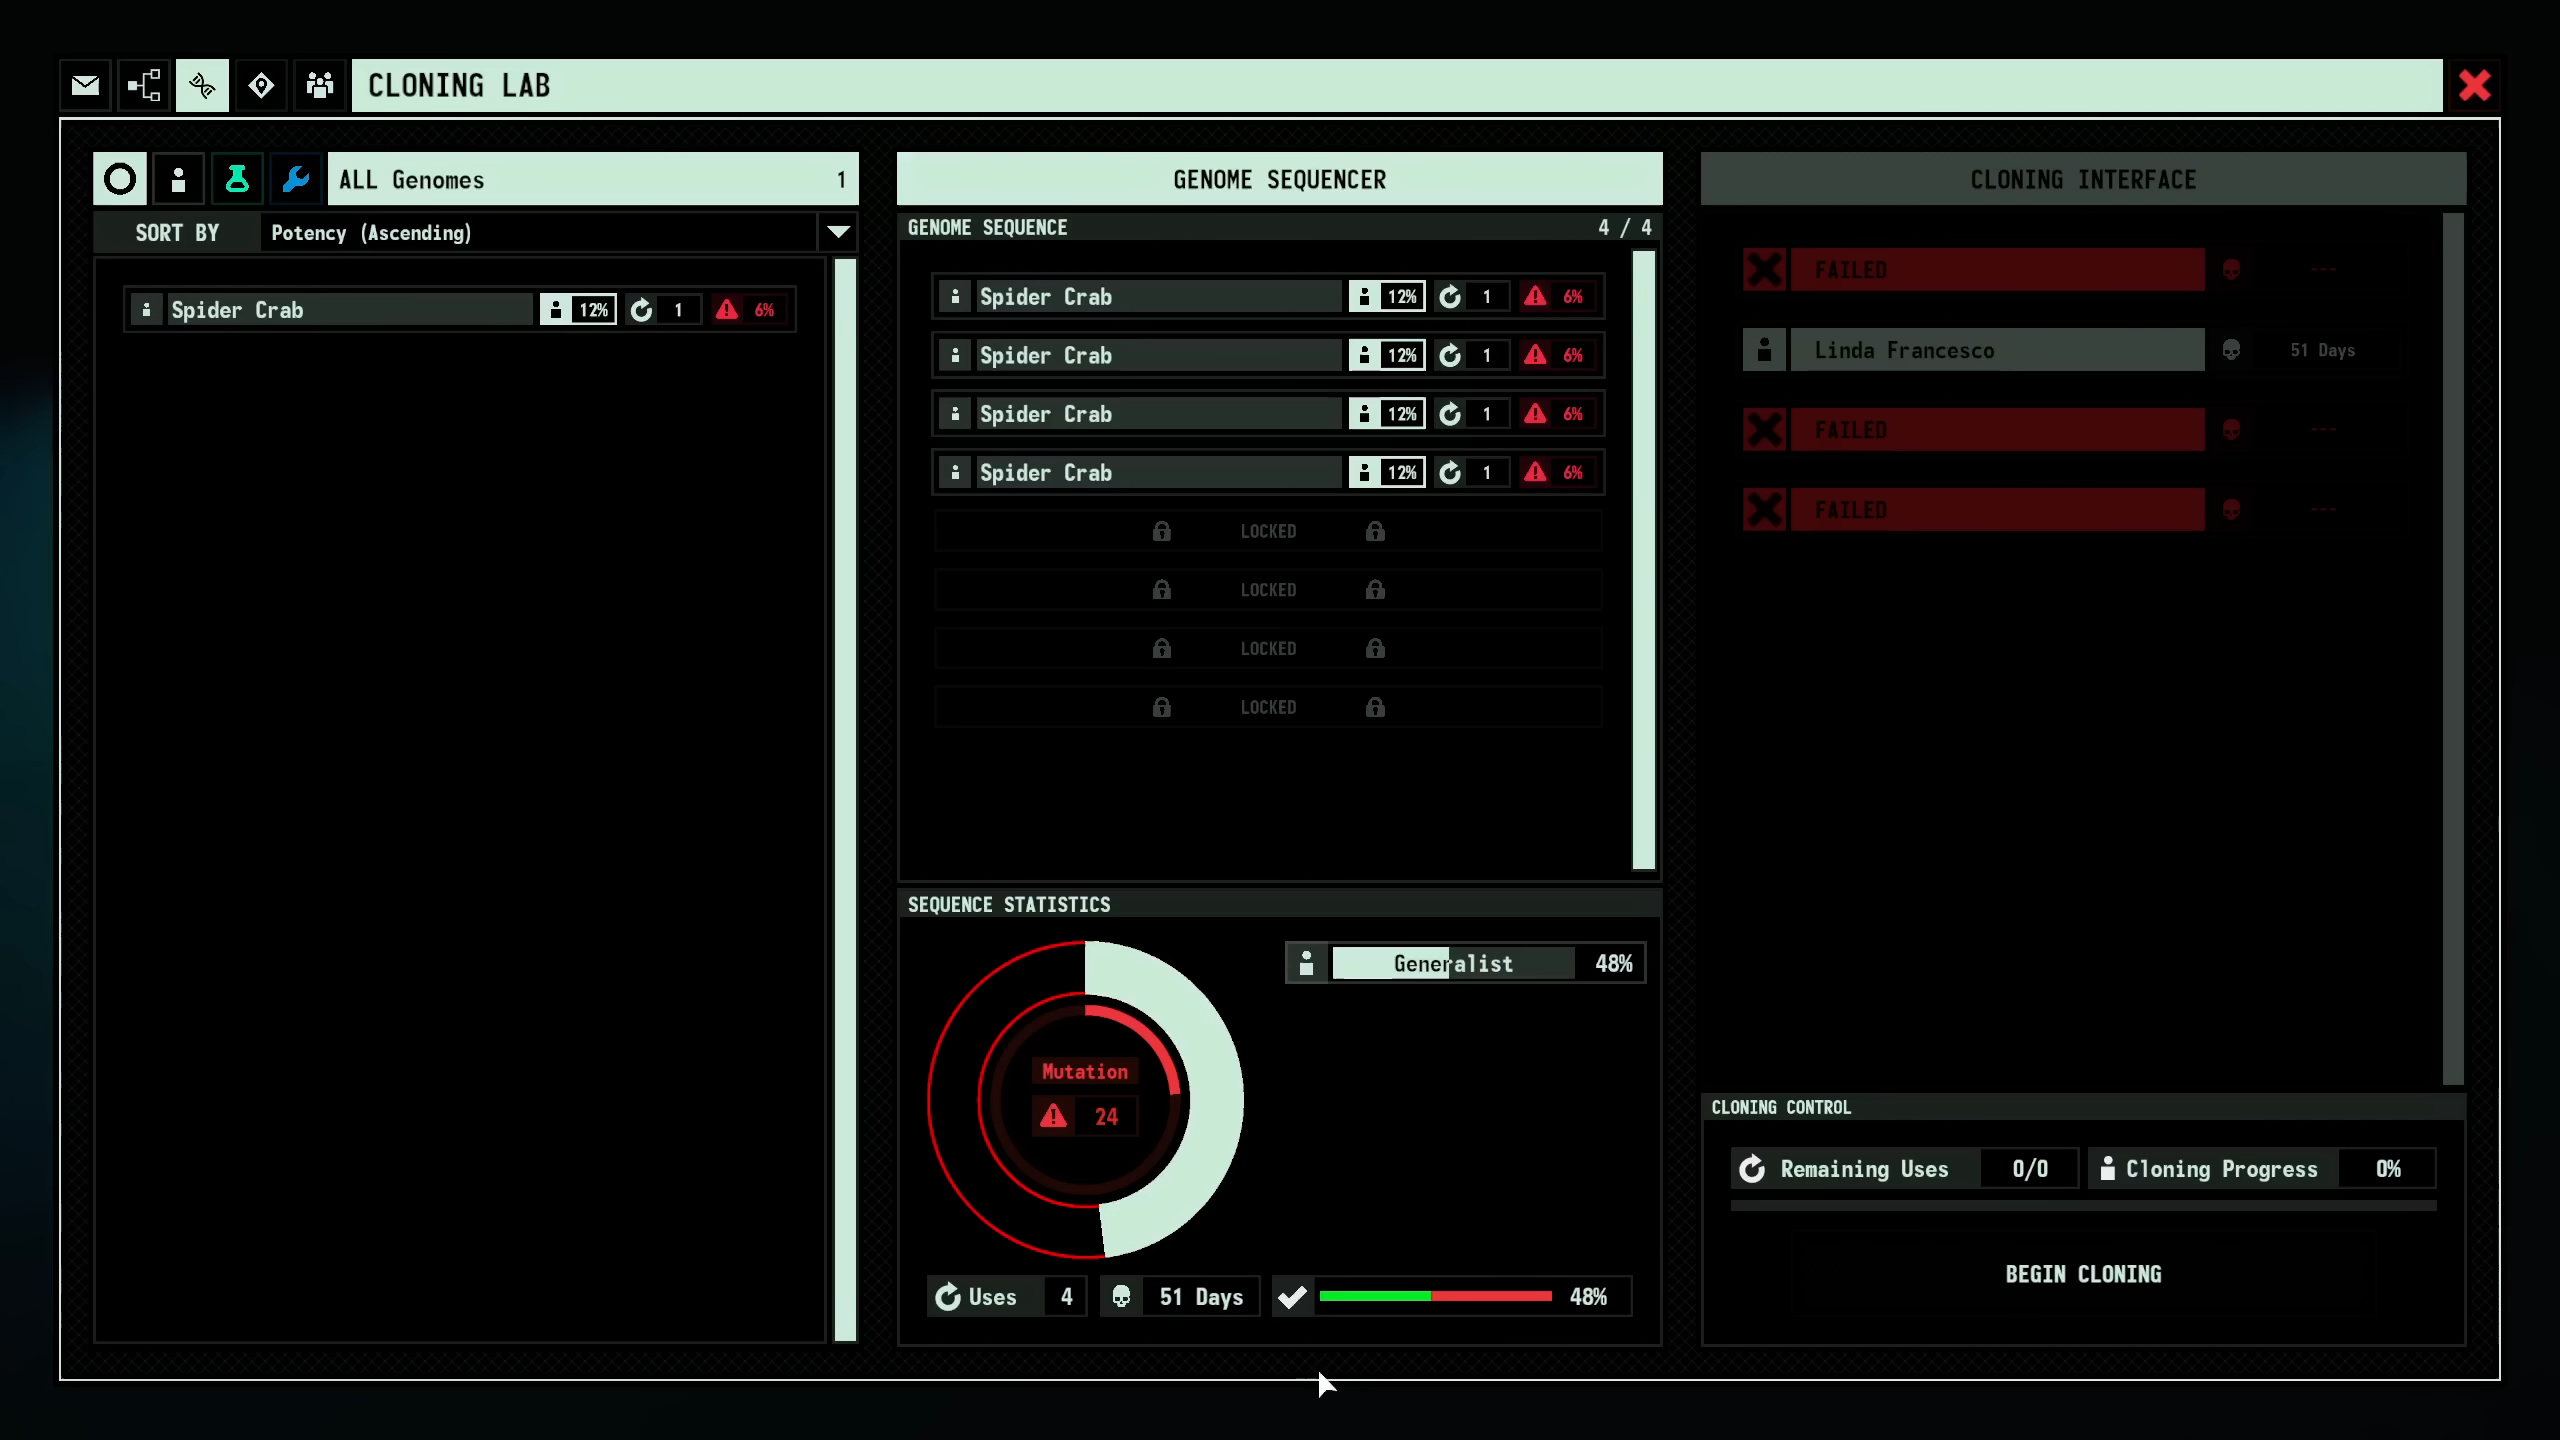 CLONING LAB
ALL Genomes 1
SORT BY Potency (Ascending)
Spider Crab 12% 1 6%
GENOME SEQUENCER
GENOME SEQUENCE 4 / 4
Spider Crab 12% 1 6%
Spider Crab 12% 1 6%
Spider Crab 12% 1 6%
Spider Crab 12% 1 6%
LOCKED
LOCKED
LOCKED
LOCKED
SEQUENCE STATISTICS
Generalist 48%
Mutation
24
Uses 4 51 Days 48%
CLONING INTERFACE
FAILED ---
Linda Francesco 51 Days
FAILED ---
FAILED ---
CLONING CONTROL
Remaining Uses 0/0 Cloning Progress 0%
BEGIN CLONING